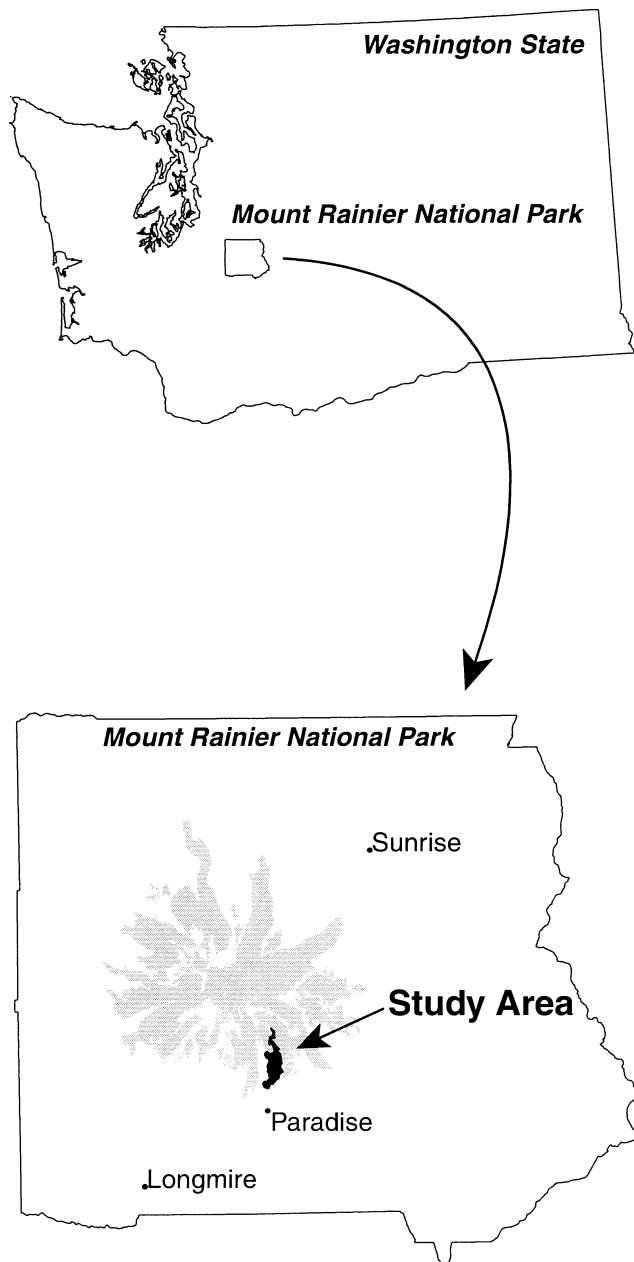 Washington State
Mount Rainier National Park
Mount Rainier National Park
Sunrise
Study Area
Paradise
Longmire